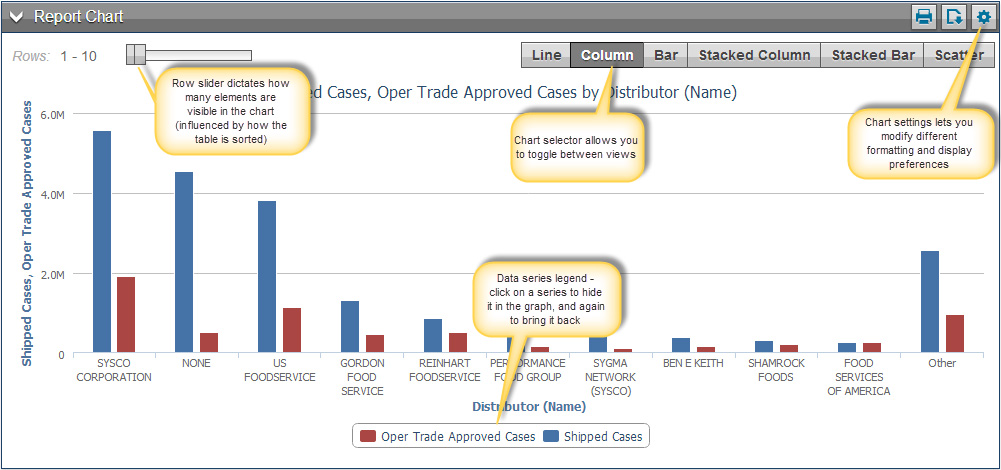 Report Chart
Rows: 1 - 10
Line Column Bar Stacked Column Stacked Bar Scatter
Cases, Oper Trade Approved Cases by Distributor (Name)
Row slider dictates how
many elements are
visible in the chart
(influenced by how the
table is sorted)
Chart selector allows you
to toggle between views
Chart settings lets you
modify different
formatting and display
preferences
Shipped Cases, Oper Trade Approved Cases
6.0M
4.0M
2.0M
0
Data series legend -
click on a series to hide
it in the graph, and again
to bring it back
SYSCO
CORPORATION
NONE
US
FOODSERVICE
GORDON
FOOD
SERVICE
REINHART
FOODSERVICE
PERFORMANCE
FOOD GROUP
SYGMA
NETWORK
(SYSCO)
BEN E KEITH
SHAMROCK
FOODS
FOOD
SERVICES
OF AMERICA
Other
Distributor (Name)
Oper Trade Approved Cases Shipped Cases